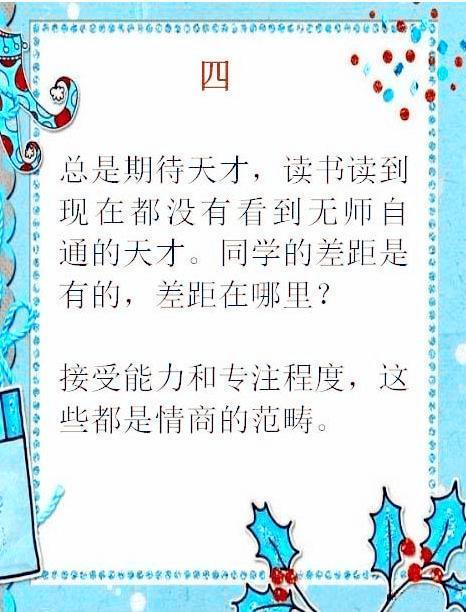 四
总是期待天才，读书读到
现在都没有看到无师自
通的天才。同学的差距是
有的，差距在哪里？
接受能力和专注程度，这
些都是情商的范畴。